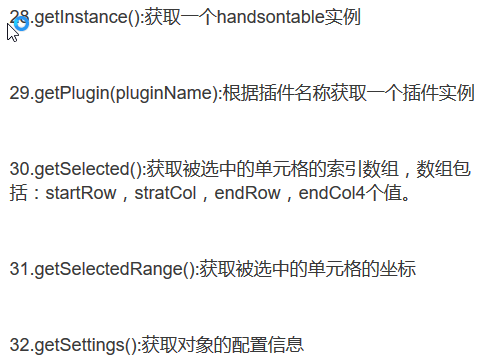 28.getInstance():获取一个handsontable实例
29.getPlugin(pluginName):根据插件名称获取一个插件实例
30.getSelected():获取被选中的单元格的索引数组，数组包
括：startRow，stratCol，endRow，endCol4个值。
31.getSelectedRange():获取被选中的单元格的坐标
32.getSettings():获取对象的配置信息